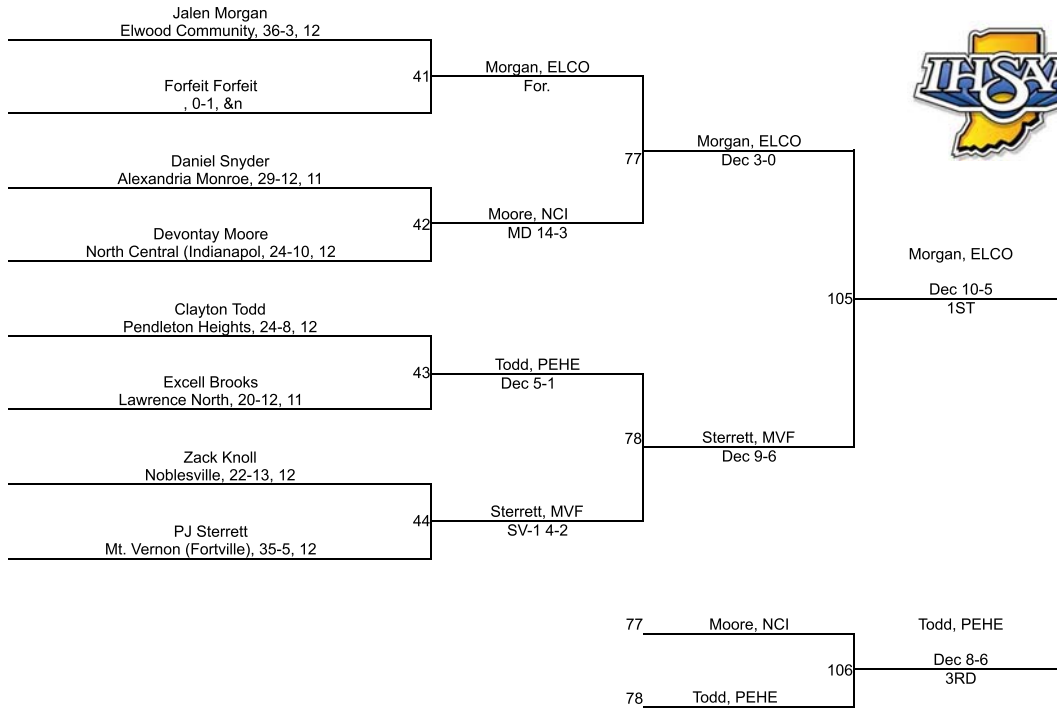 Jalen Morgan
Elwood Community, 36-3, 12
41
Forfeit Forfeit
, 0-1, &n
Morgan, ELCO
For.
Daniel Snyder
Alexandria Monroe, 29-12, 11
42
Devontay Moore
North Central (Indianapol, 24-10, 12
Moore, NCI
MD 14-3
77
Morgan, ELCO
Dec 3-0
Clayton Todd
Pendleton Heights, 24-8, 12
43
Excell Brooks
Lawrence North, 20-12, 11
Todd, PEHE
Dec 5-1
Zack Knoll
Noblesville, 22-13, 12
44
PJ Sterrett
Mt. Vernon (Fortville), 35-5, 12
Sterrett, MVF
SV-1 4-2
78
Sterrett, MVF
Dec 9-6
105
Morgan, ELCO
Dec 10-5
1ST
IHSAA
77
Moore, NCI
78
Todd, PEHE
106
Todd, PEHE
Dec 8-6
3RD